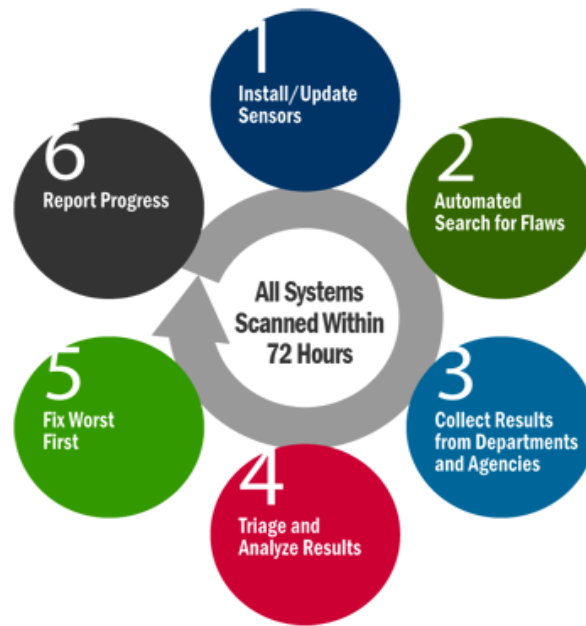 1
Install/Update
Sensors
2
Automated
Search for Flaws
3
Collect Results
from Departments
and Agencies
4
Triage and
Analyze Results
5
Fix Worst
First
6
Report Progress
All Systems
Scanned Within
72 Hours